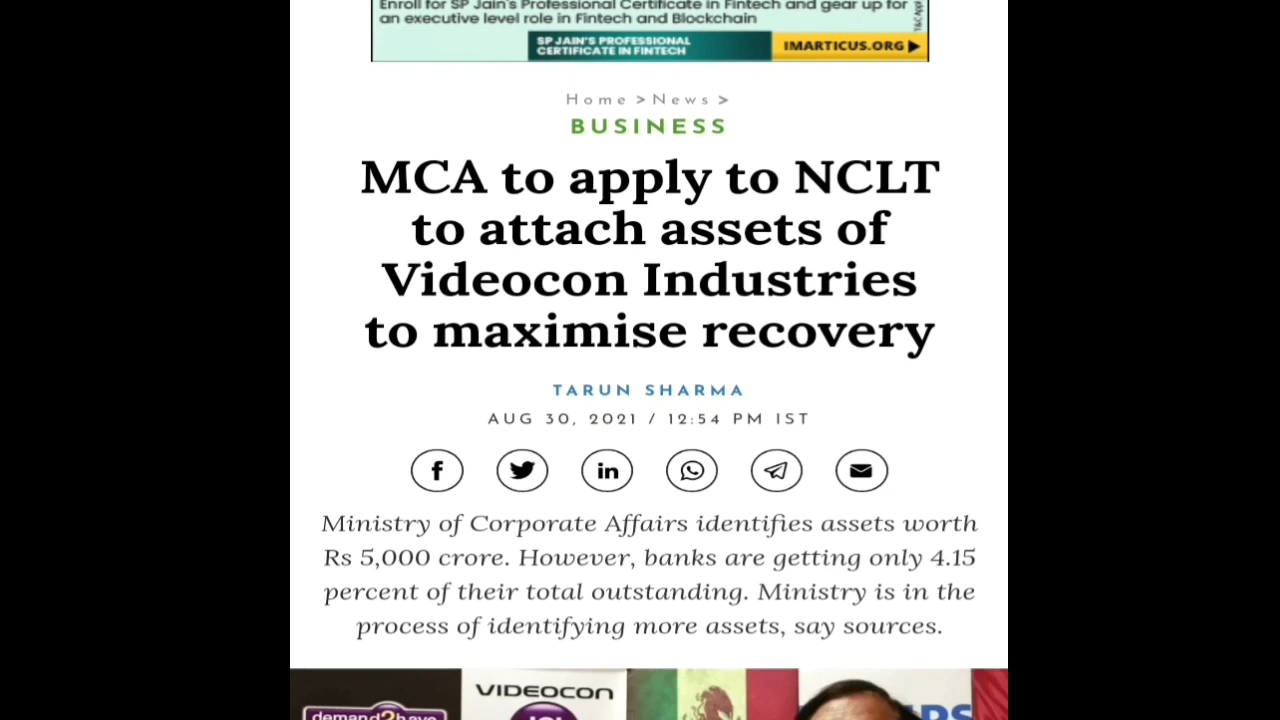 Enroll for SP Jain's Professional Certificate in Fintech and gear up for
an executive level role in Fintech and Blockchain
SP JAIN'S PROFESSIONAL
CERTIFICATE IN FINTECH
IMARTICUS.ORG
Home > News >
BUSINESS
MCA to apply to NCLT
to attach assets of
Videocon Industries
to maximise recovery
TARUN SHARMA
AUG 30, 2021 / 12:54 PM IST
Ministry of Corporate Affairs identifies assets worth
Rs 5,000 crore. However, banks are getting only 4.15
percent of their total outstanding. Ministry is in the
process of identifying more assets, say sources.
VIDEOCON
demand2have